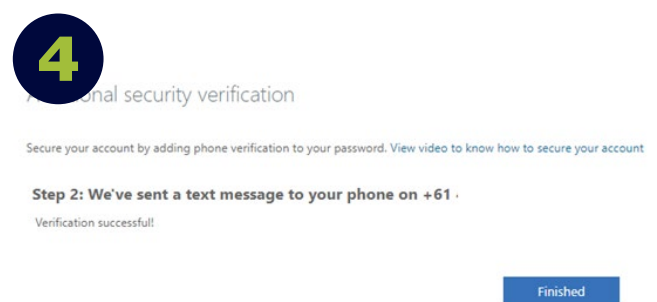 4
onal security verification
Secure your account by adding phone verification to your password. View video to know how to secure your account
Step 2: We've sent a text message to your phone on +61
Verification successful!
Finished